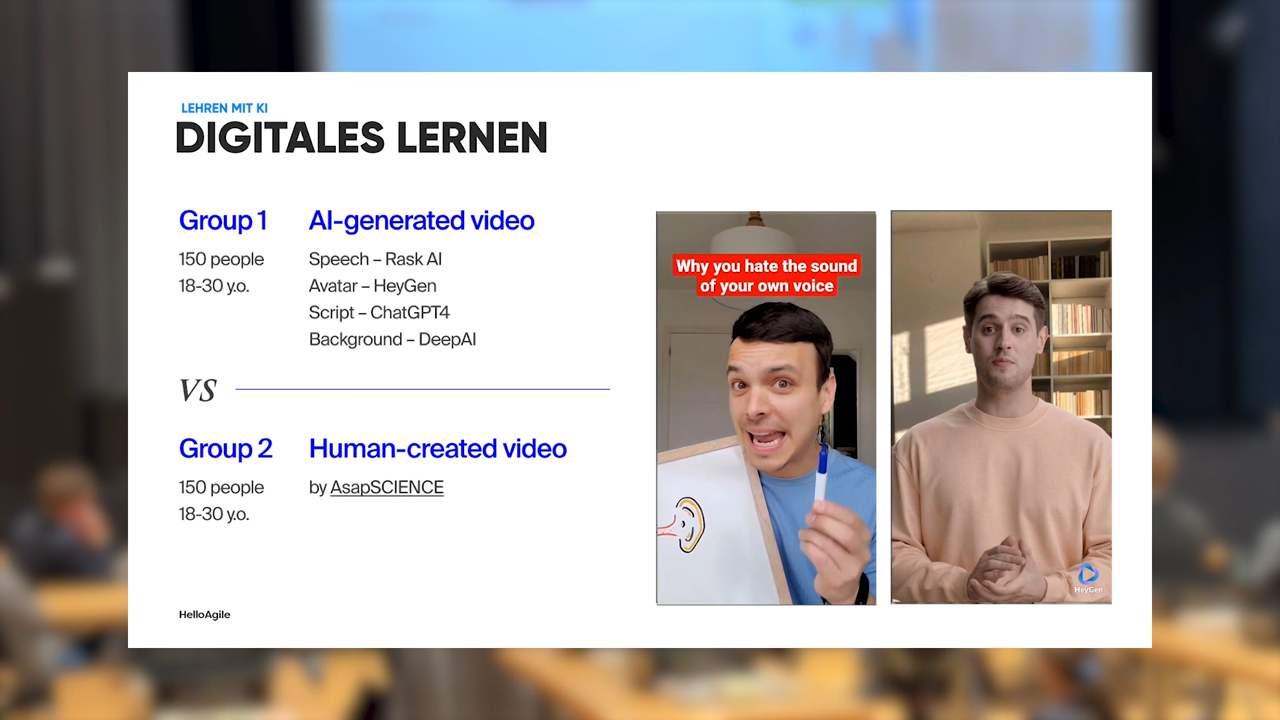 LEHREN MIT KI
DIGITALES LERNEN
Group 1 AI-generated video
150 people Speech – Rask AI
18-30 y.o. Avatar – HeyGen
Script – ChatGPT4
Background – DeepAI
VS
Group 2 Human-created video
150 people by AsapSCIENCE
18-30 y.o.
Why you hate the sound
of your own voice
HeyGen
HelloAgile